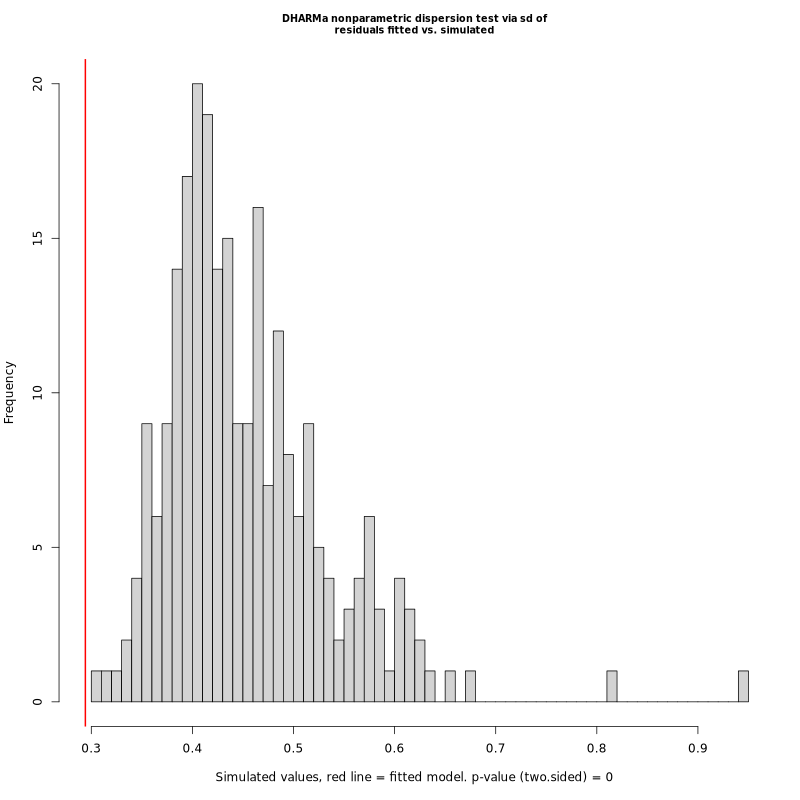 DHARMa nonparametric dispersion test via sd of
residuals fitted vs. simulated
Frequency
20
15
10
5
0
0.3 0.4 0.5 0.6 0.7 0.8 0.9
Simulated values, red line = fitted model. p-value (two.sided) = 0